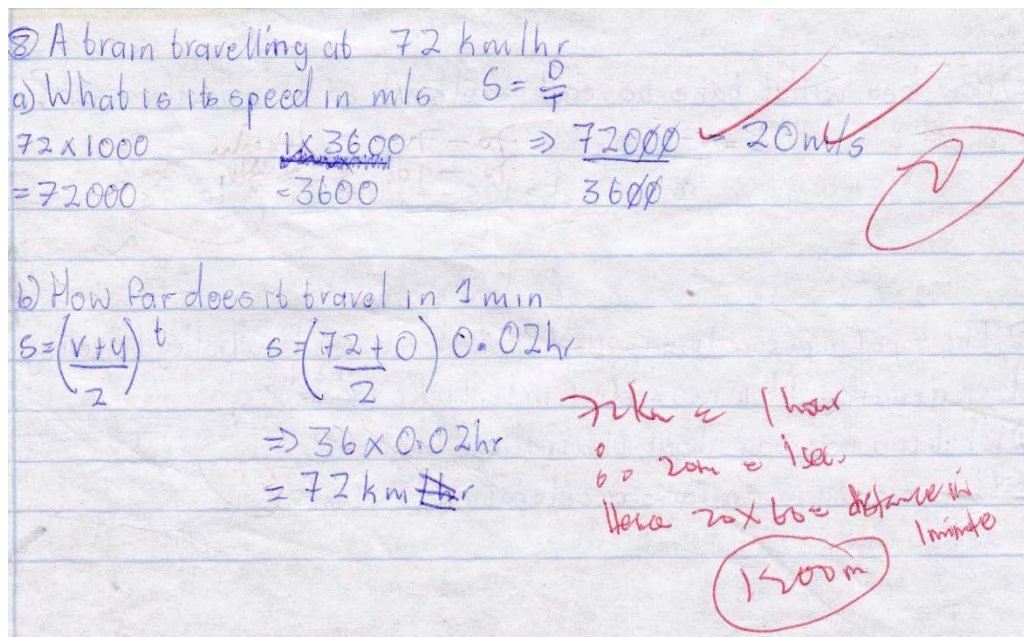 ⑧ A train travelling at 72 km/hr
a) What is its speed in m/s S = D/T
72 x 1000 1 x 3600 ⇒ 72000 = 20m/s
= 72000 = 3600 3600
2
b) How far does it travel in 1 min
s = (v+u/2) t s = (72+0/2) 0.02hr
⇒ 36 x 0.02hr
= 72 km
72km = 1 hour
so 20m = 1sec.
Hence 20 x 60 = distance in
1 minute
1200m